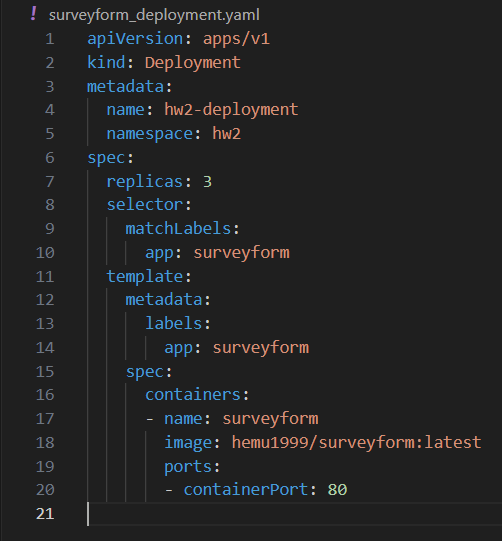 ! surveyform_deployment.yaml
1 apiVersion: apps/v1
2 kind: Deployment
3 metadata:
4   name: hw2-deployment
5   namespace: hw2
6 spec:
7   replicas: 3
8   selector:
9     matchLabels:
10       app: surveyform
11   template:
12     metadata:
13       labels:
14         app: surveyform
15     spec:
16       containers:
17       - name: surveyform
18         image: hemu1999/surveyform:latest
19         ports:
20         - containerPort: 80
21